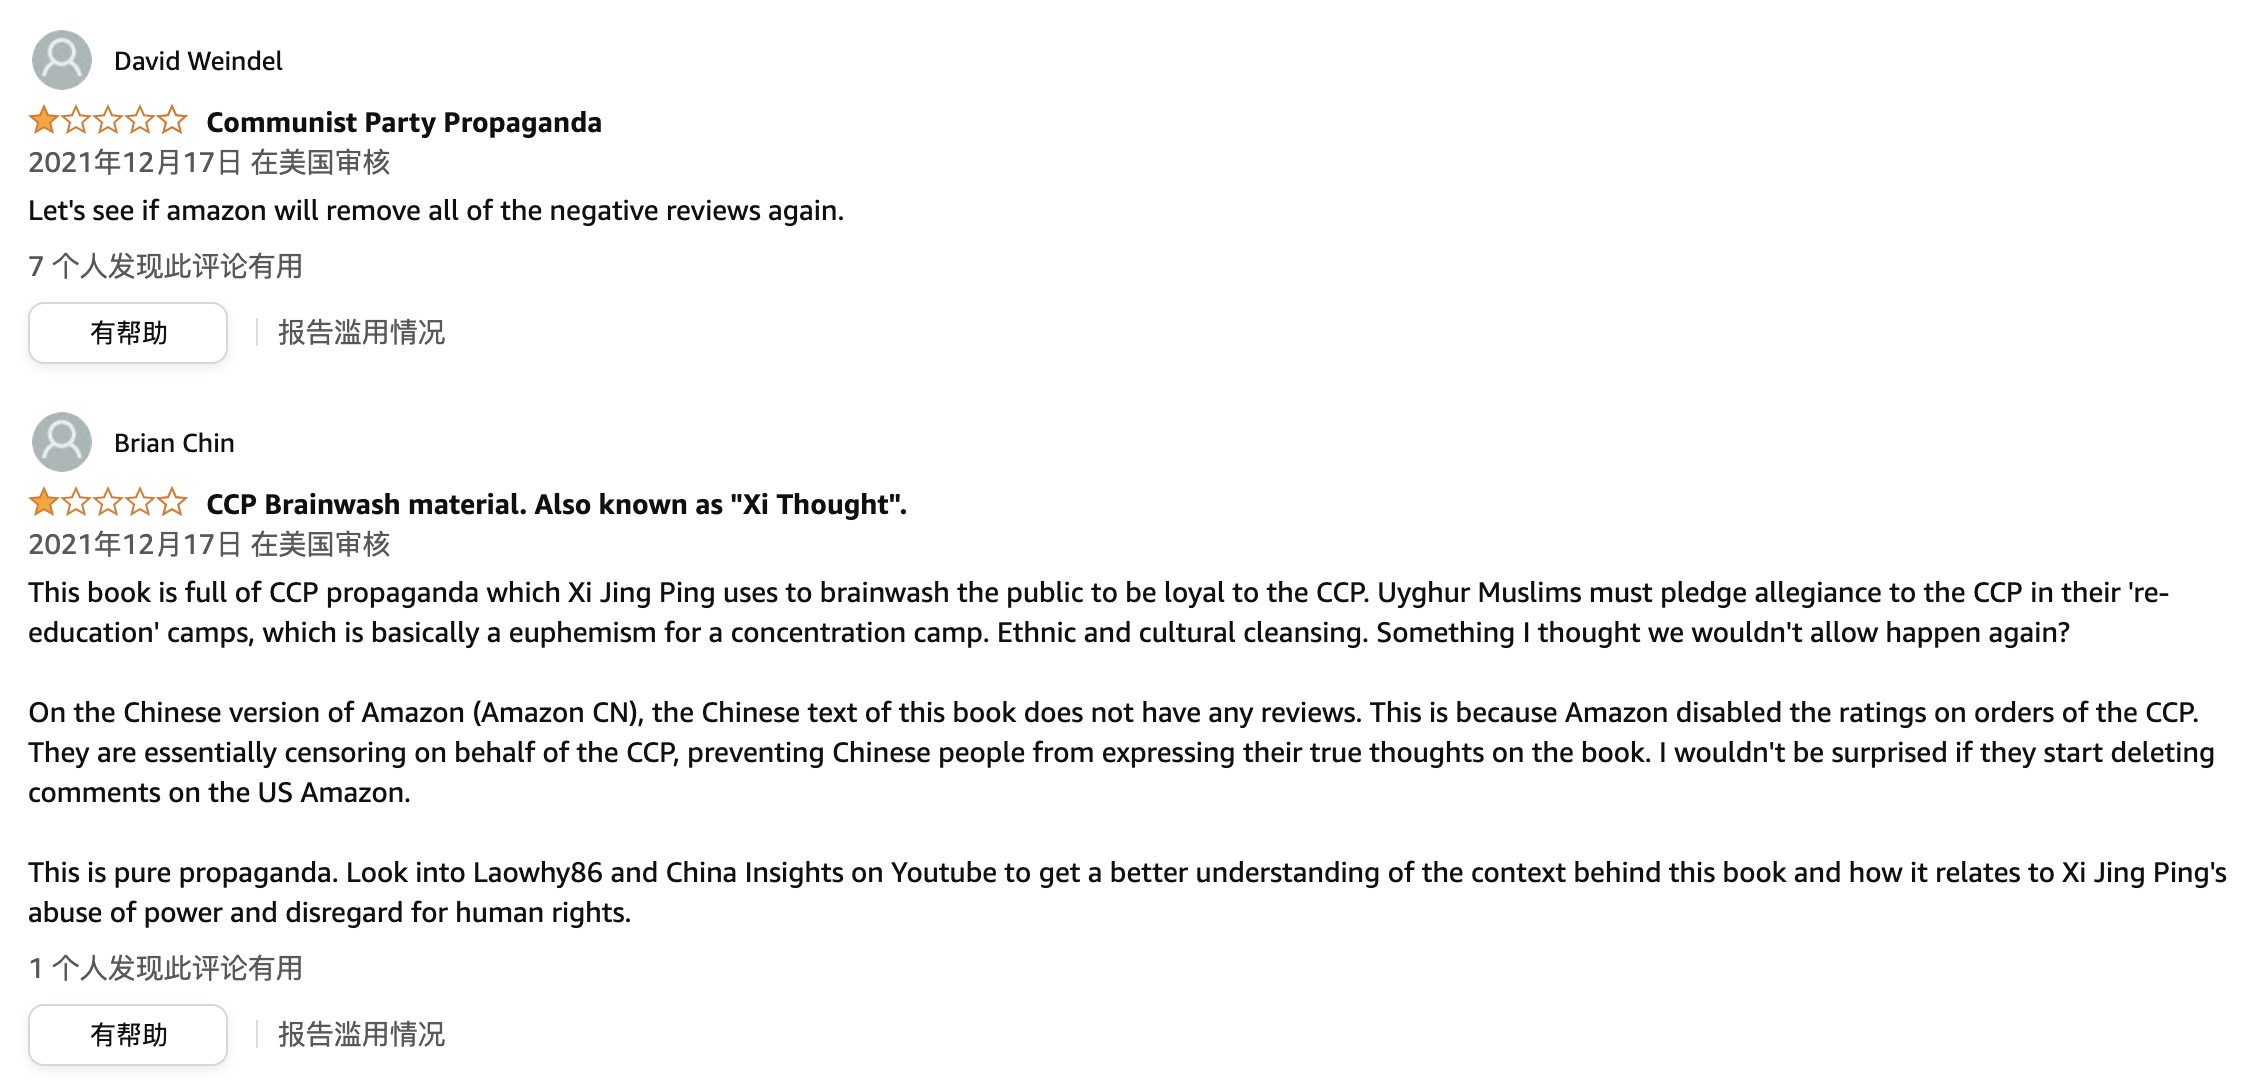 David Weindel
Communist Party Propaganda
2021年12月17日 在美国审核
Let's see if amazon will remove all of the negative reviews again.
7 个人发现此评论有用
有帮助
报告滥用情况
Brian Chin
CCP Brainwash material. Also known as "Xi Thought".
2021年12月17日 在美国审核
This book is full of CCP propaganda which Xi Jing Ping uses to brainwash the public to be loyal to the CCP. Uyghur Muslims must pledge allegiance to the CCP in their 're-
education' camps, which is basically a euphemism for a concentration camp. Ethnic and cultural cleansing. Something I thought we wouldn't allow happen again?
On the Chinese version of Amazon (Amazon CN), the Chinese text of this book does not have any reviews. This is because Amazon disabled the ratings on orders of the CCP.
They are essentially censoring on behalf of the CCP, preventing Chinese people from expressing their true thoughts on the book. I wouldn't be surprised if they start deleting
comments on the US Amazon.
This is pure propaganda. Look into Laowhy86 and China Insights on Youtube to get a better understanding of the context behind this book and how it relates to Xi Jing Ping's
abuse of power and disregard for human rights.
1 个人发现此评论有用
有帮助
报告滥用情况